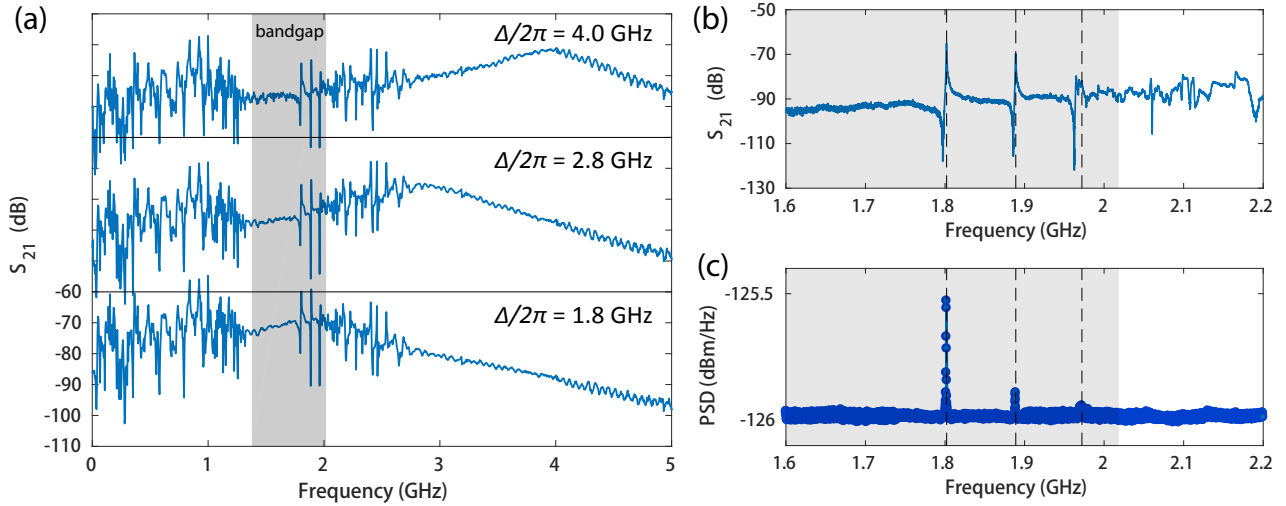 (a)
bandgap
Δ/2π = 4.0 GHz
Δ/2π = 2.8 GHz
Δ/2π = 1.8 GHz
S21 (dB)
-60
-70
-80
-90
-100
-110
0 1 2 3 4 5
Frequency (GHz)
(b)
-50
-70
-90
-110
-130
S21 (dB)
1.6 1.7 1.8 1.9 2 2.1 2.2
Frequency (GHz)
(c)
-125.5
-126
PSD (dBm/Hz)
1.6 1.7 1.8 1.9 2 2.1 2.2
Frequency (GHz)